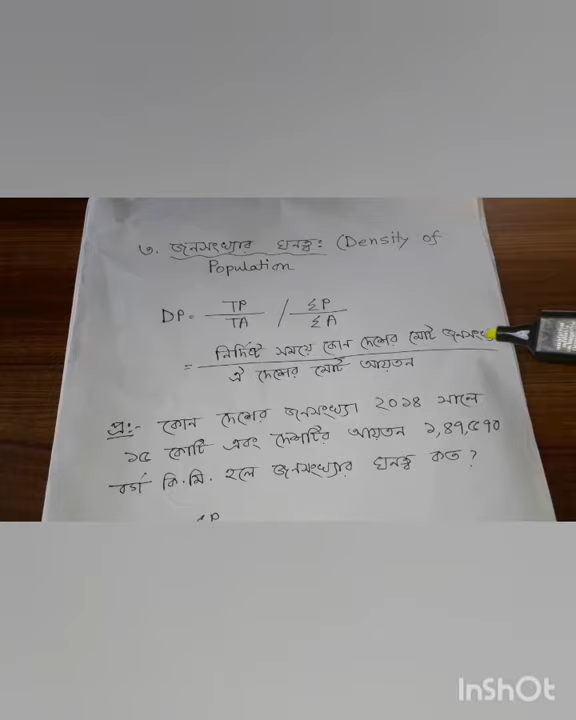 ৩. জনসংখ্যার ঘনত্ব: (Density of
Population
DP = TP / TA / ΣP / ΣA
= নির্দিষ্ট সময়ে কোন দেশের মোট জনসংখ্যা
ঐ দেশের মোট আয়তন
প্র:- কোন দেশের জনসংখ্যা ২০১৪ সালে
১৫ কোটি এবং দেশটির আয়তন ১,৪৭,৫৭০
বর্গ কি.মি. হলে জনসংখ্যার ঘনত্ব কত?
InShOt